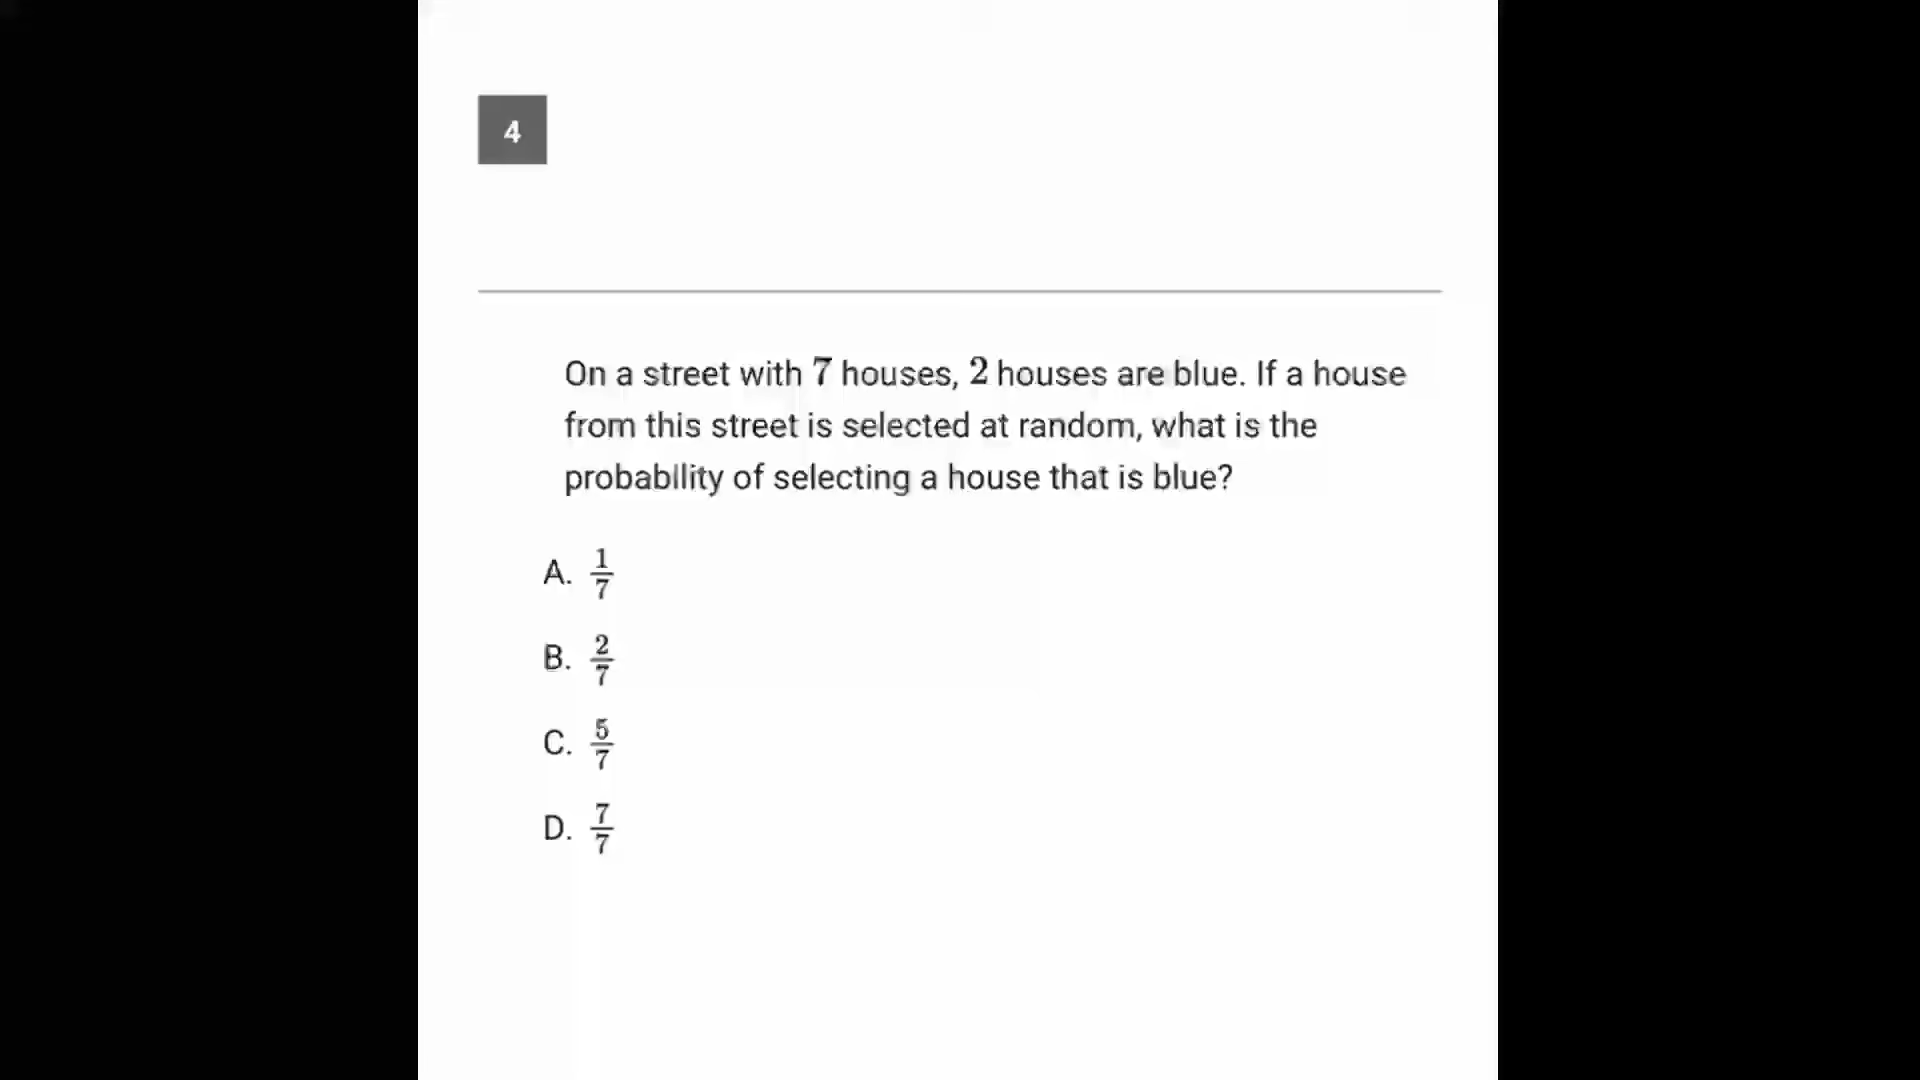 4
On a street with 7 houses, 2 houses are blue. If a house
from this street is selected at random, what is the
probability of selecting a house that is blue?
A. 1/7
B. 2/7
C. 5/7
D. 7/7